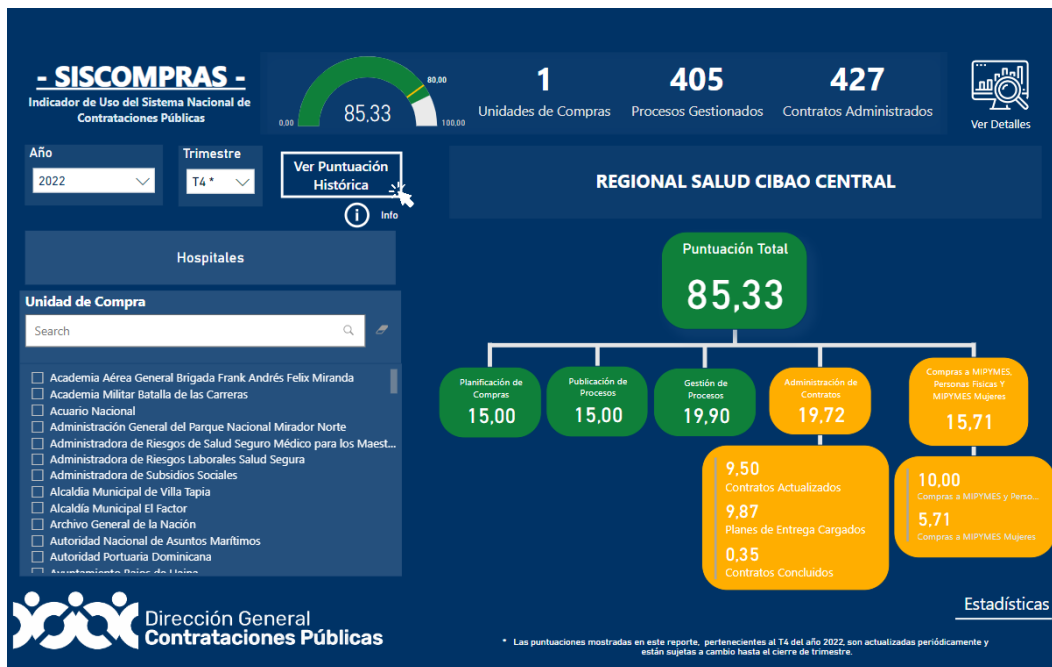 - SISCOMPRAS -
Indicador de Uso del Sistema Nacional de
Contrataciones Públicas
0,00
85,33
80,00
100,00
1
Unidades de Compras
405
Procesos Gestionados
427
Contratos Administrados
Ver Detalles
Año
2022
Trimestre
T4 *
Ver Puntuación
Histórica
i Info
REGIONAL SALUD CIBAO CENTRAL
Hospitales
Unidad de Compra
Search
Academia Aérea General Brigada Frank Andrés Felix Miranda
Academia Militar Batalla de las Carreras
Acuario Nacional
Administración General del Parque Nacional Mirador Norte
Administradora de Riesgos de Salud Seguro Médico para los Maest...
Administradora de Riesgos Laborales Salud Segura
Administradora de Subsidios Sociales
Alcaldia Municipal de Villa Tapia
Alcaldía Municipal El Factor
Archivo General de la Nación
Autoridad Nacional de Asuntos Marítimos
Autoridad Portuaria Dominicana
Ayuntamiento Bajos de Haina
Puntuación Total
85,33
Planificación de
Compras
15,00
Publicación de
Procesos
15,00
Gestión de
Procesos
19,90
Administración de
Contratos
19,72
Compras a MIPYMES,
Personas Físicas Y
MIPYMES Mujeres
15,71
9,50
Contratos Actualizados
9,87
Planes de Entrega Cargados
0,35
Contratos Concluidos
10,00
Compras a MIPYMES y Perso...
5,71
Compras a MIPYMES Mujeres
Estadísticas
Dirección General
Contrataciones Públicas
* Las puntuaciones mostradas en este reporte, pertenecientes al T4 del año 2022, son actualizadas periódicamente y
están sujetas a cambio hasta el cierre de trimestre.